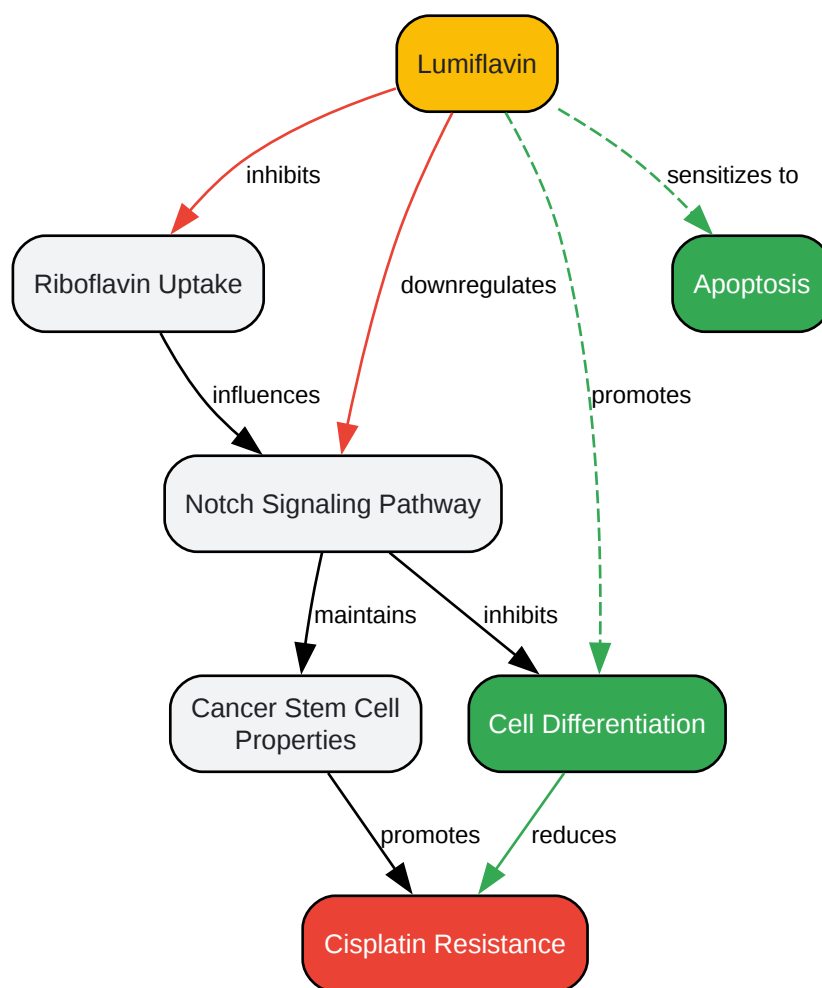 Lumiflavin
inhibits
sensitizes to
Riboflavin Uptake
downregulates
Apoptosis
influences
promotes
Notch Signaling Pathway
maintains
inhibits
Cancer Stem Cell
Properties
Cell Differentiation
promotes
reduces
Cisplatin Resistance